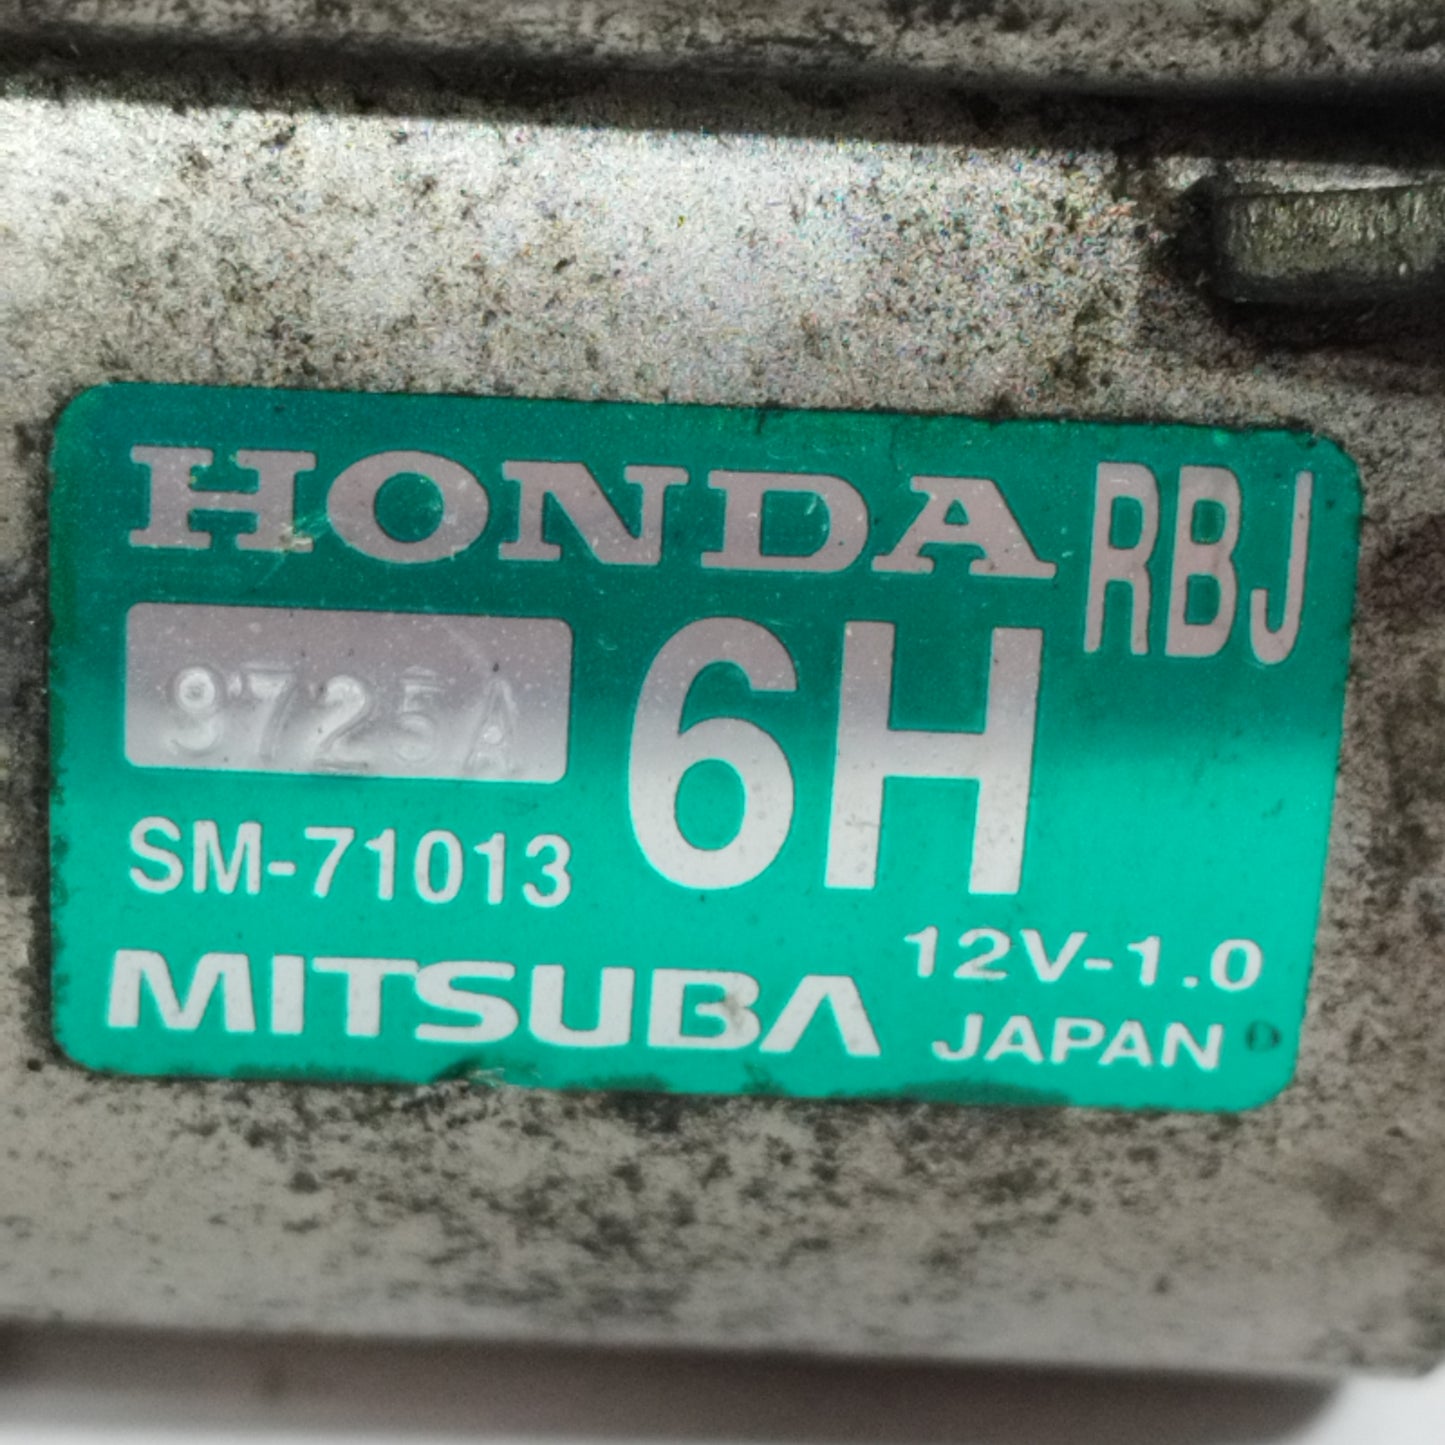 HONDA RBJ
9725A 6H
SM-71013
12V-1.0
MITSUBA JAPAN